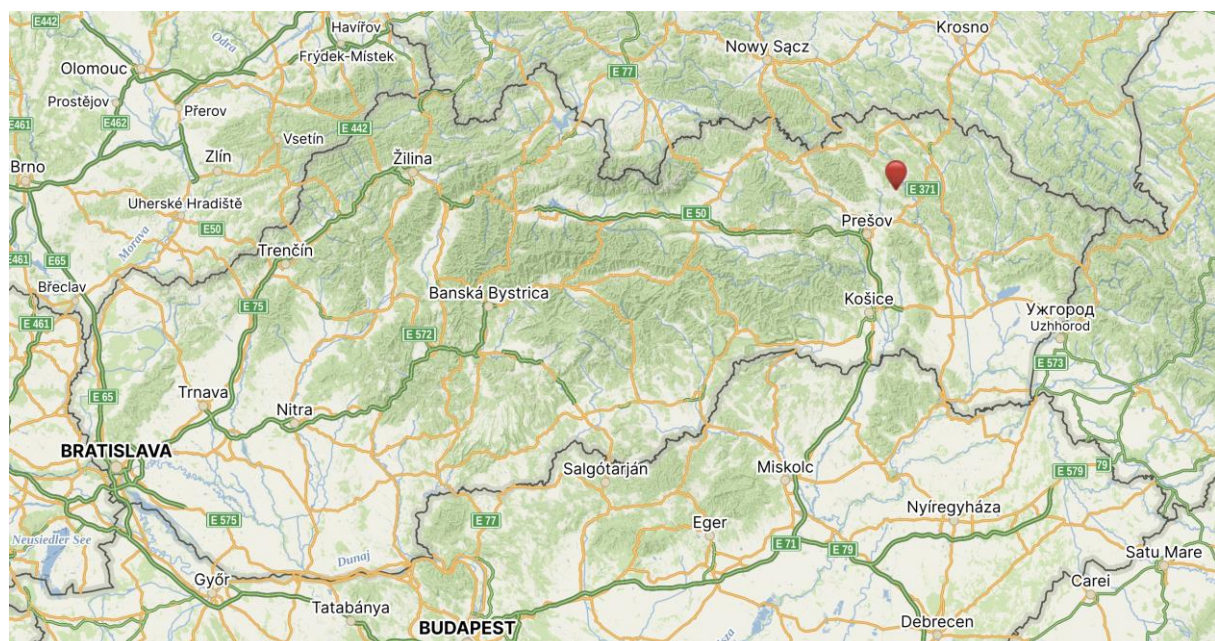 E442
Havířov
Krosno
Odra
Nowy Sącz
Frýdek-Místek
Olomouc
E 77
Prostějov
Přerov
E461
E462
E 442
Vsetín
Brno
Zlín
Žilina
E 371
Uherské Hradiště
E 50
Prešov
E50
Morava
Trenčín
E461
E65
Břeclav
Banská Bystrica
Košice
E 75
Ужгород
Uzhhorod
E 461
E 572
E 573
Trnava
E 65
Nitra
BRATISLAVA
Salgótarján
Miskolc
E 579
79
Nyíregyháza
E 575
E 77
Eger
Neusiedler See
Dunaj
E 71
E 79
Satu Mare
Győr
Carei
Tatabánya
Debrecen
BUDAPEST